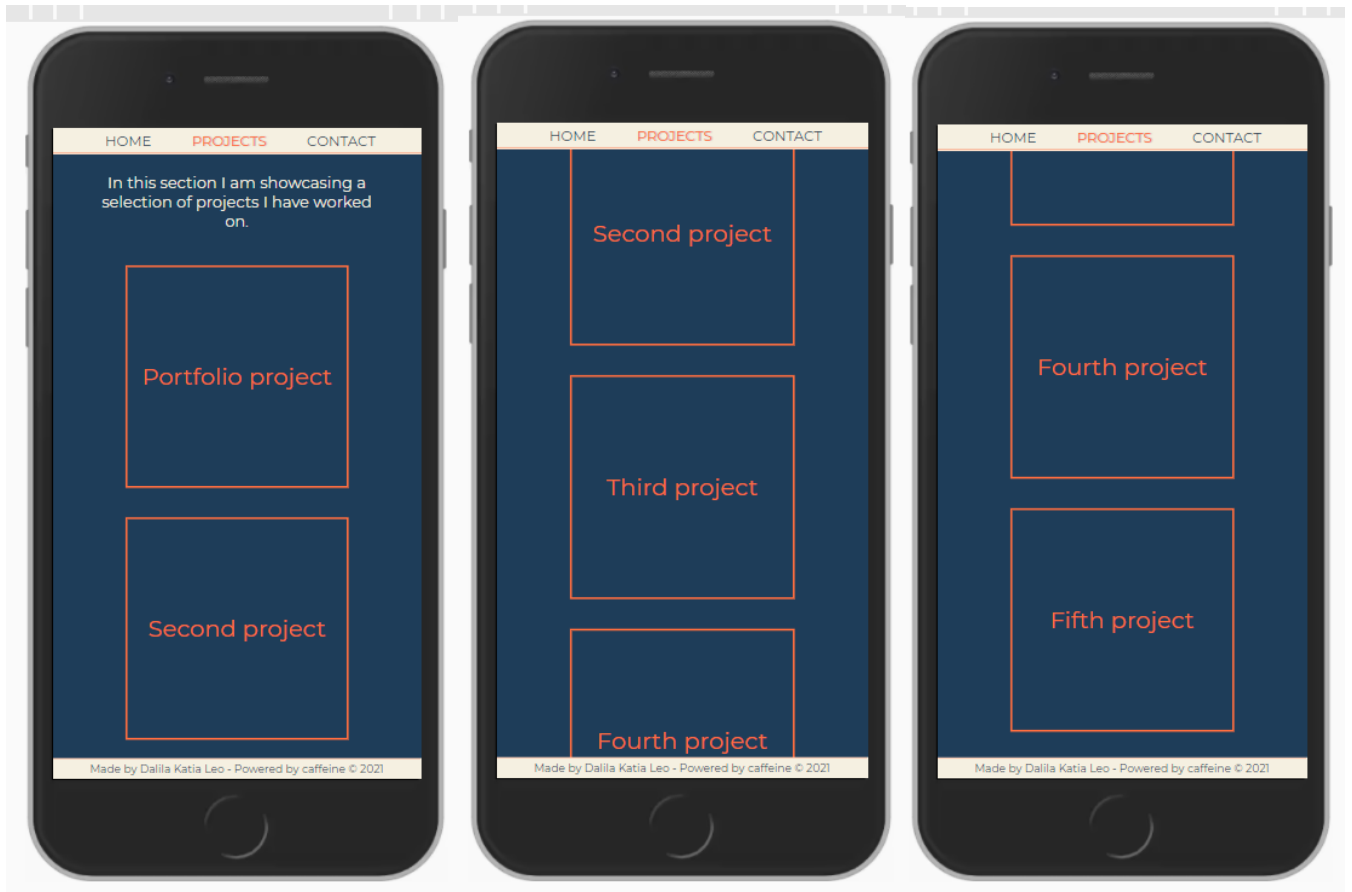 HOME PROJECTS CONTACT
In this section I am showcasing a
selection of projects I have worked
on.
Portfolio project
Second project
Made by Dalila Katia Leo - Powered by caffeine © 2021
HOME PROJECTS CONTACT
Second project
Third project
Fourth project
Made by Dalila Katia Leo - Powered by caffeine © 2021
HOME PROJECTS CONTACT
Fourth project
Fifth project
Made by Dalila Katia Leo - Powered by caffeine © 2021